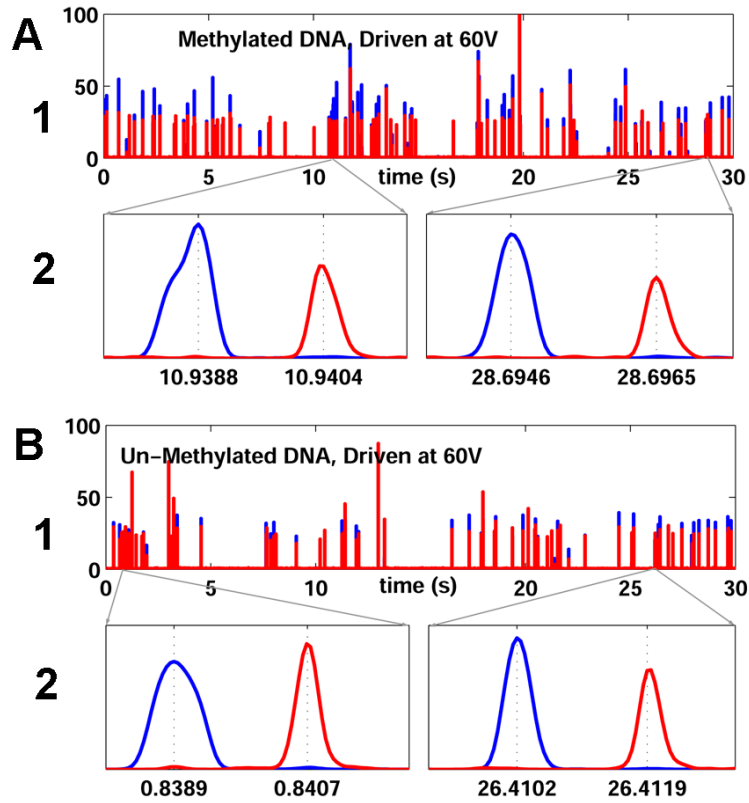 A
Methylated DNA, Driven at 60V
1
100
50
0
0 5 10 15 20 25 30
time (s)
2
10.9388 10.9404 28.6946 28.6965
B
Un-Methylated DNA, Driven at 60V
1
100
50
0
0 5 10 15 20 25 30
time (s)
2
0.8389 0.8407 26.4102 26.4119